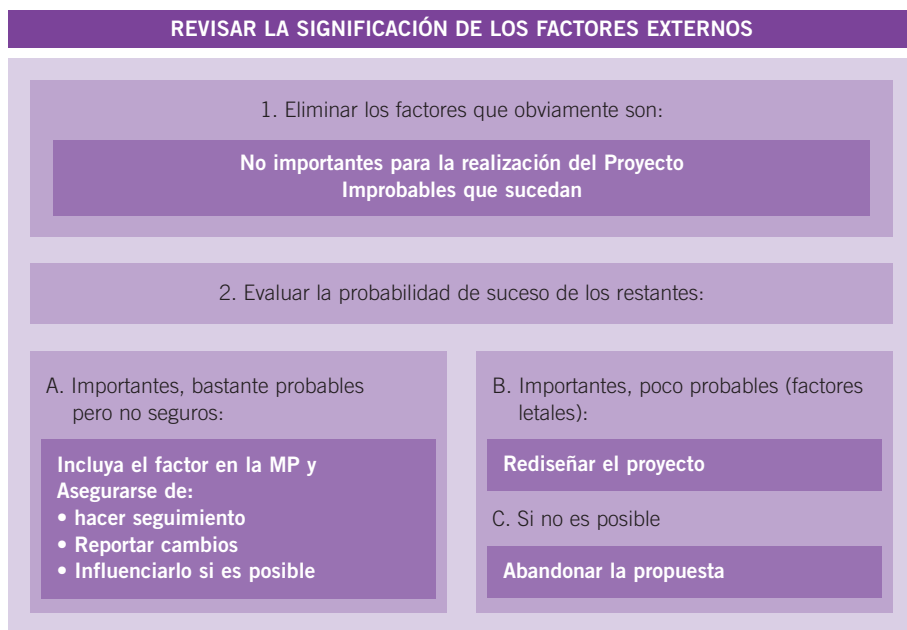 REVISAR LA SIGNIFICACIÓN DE LOS FACTORES EXTERNOS
1. Eliminar los factores que obviamente son:
No importantes para la realización del Proyecto
Improbables que sucedan
2. Evaluar la probabilidad de suceso de los restantes:
A. Importantes, bastante probables
pero no seguros:
Incluya el factor en la MP y
Asegurarse de:
• hacer seguimiento
• Reportar cambios
• Influenciarlo si es posible
B. Importantes, poco probables (factores
letales):
Rediseñar el proyecto
C. Si no es posible
Abandonar la propuesta